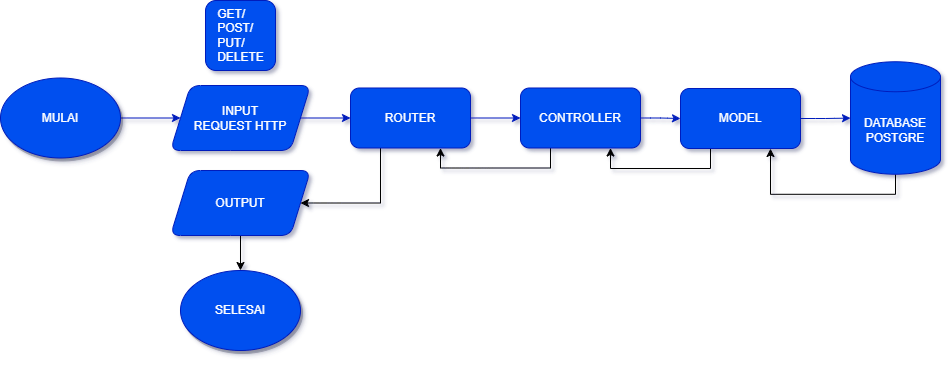 GET/
POST/
PUT/
DELETE
MULAI
INPUT
REQUEST HTTP
ROUTER
CONTROLLER
MODEL
DATABASE
POSTGRE
OUTPUT
SELESAI